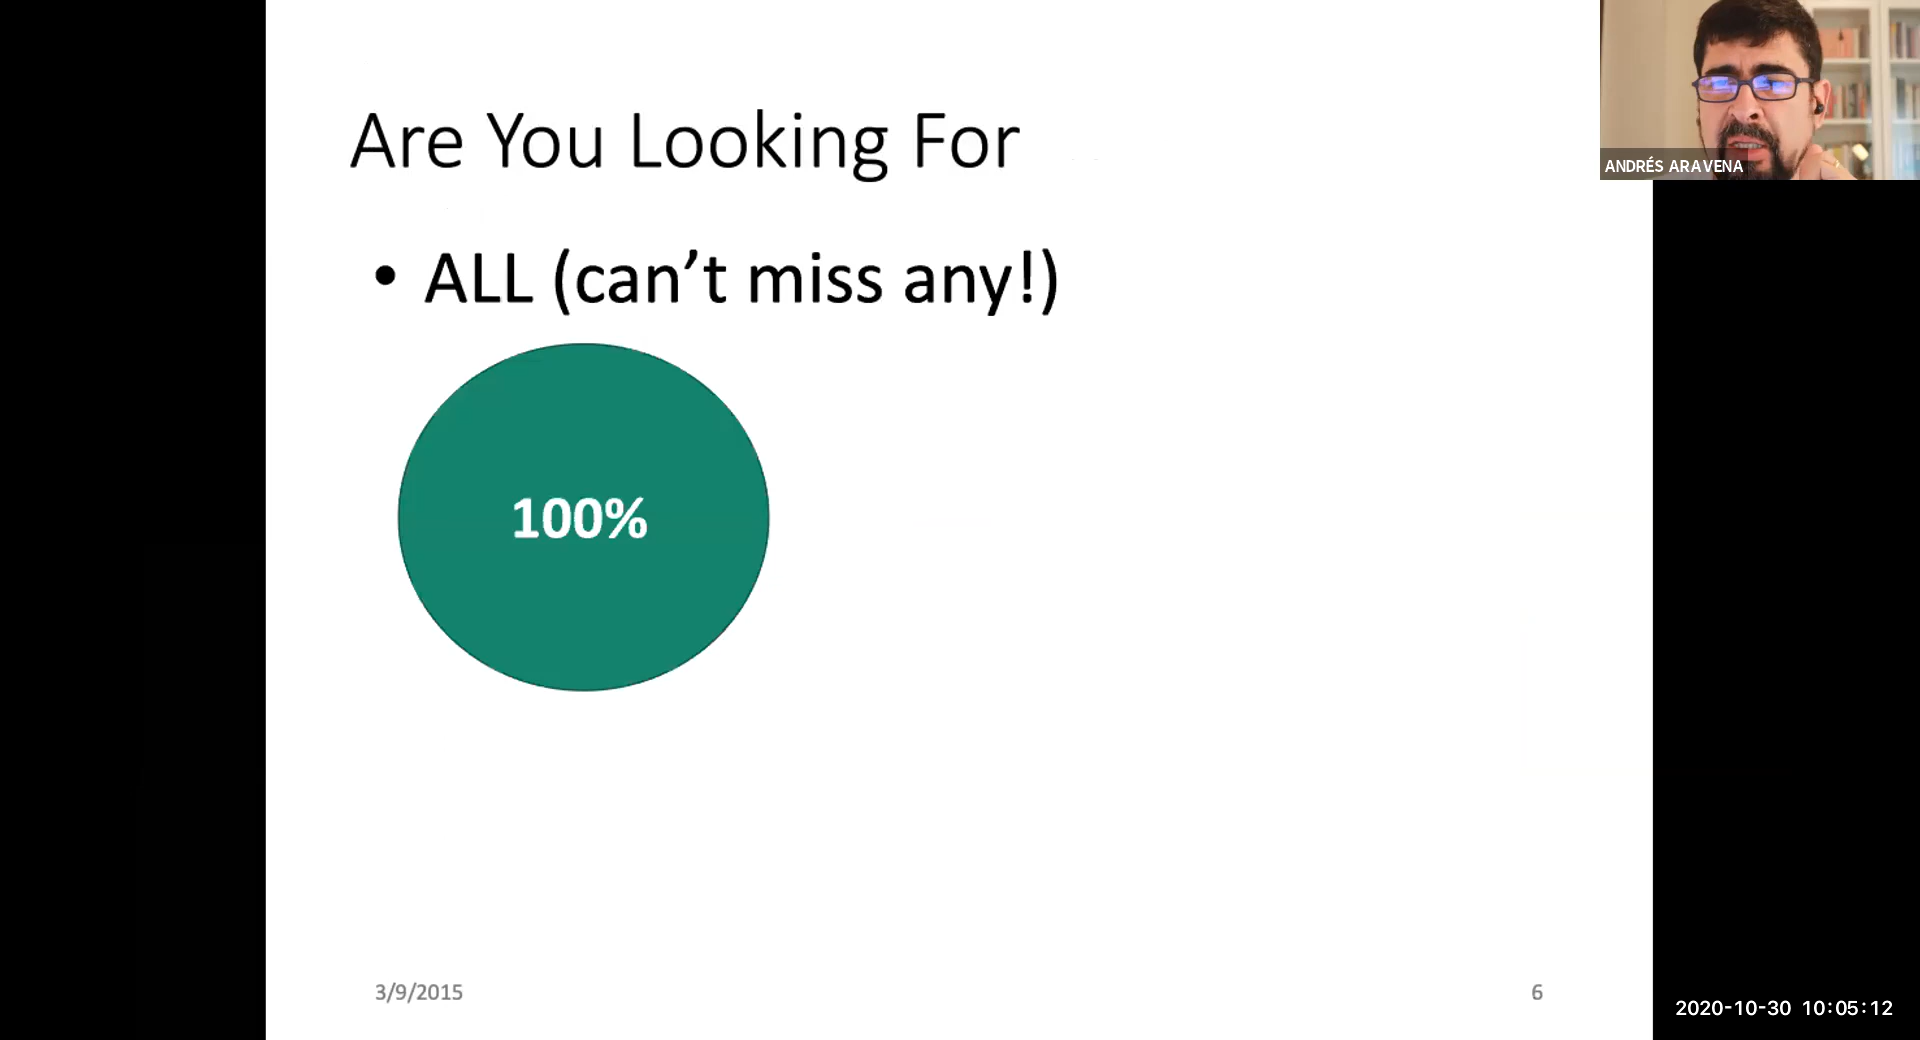 Are You Looking For
• ALL (can’t miss any!)
100%
3/9/2015
6
ANDRÉS ARAVENA
2020-10-30 10:05:12